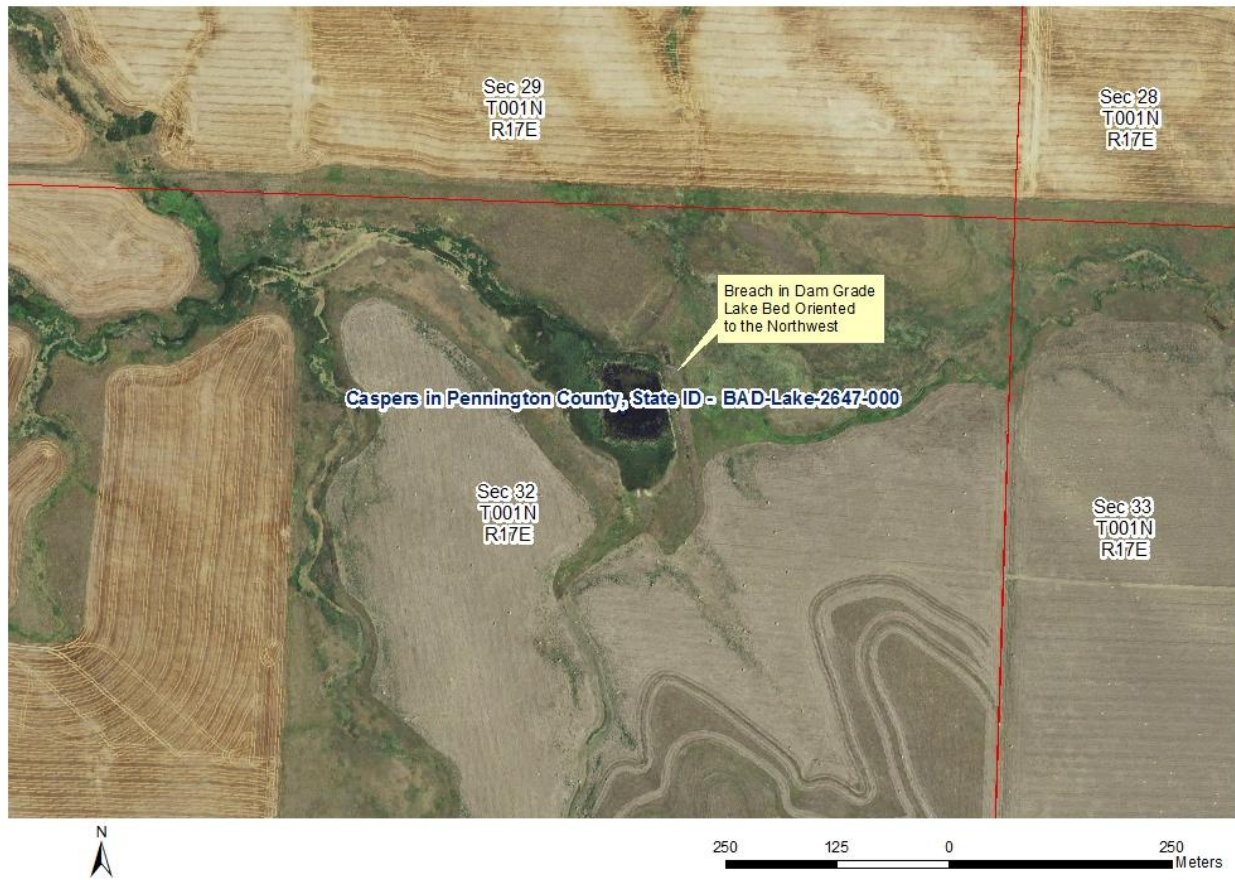 Sec 29
T001N
R17E
Sec 28
T001N
R17E
Breach in Dam Grade
Lake Bed Oriented
to the Northwest
Caspers in Pennington County, State ID - BAD-Lake-2647-000
Sec 32
T001N
R17E
Sec 33
T001N
R17E
N
250 125 0 250
Meters